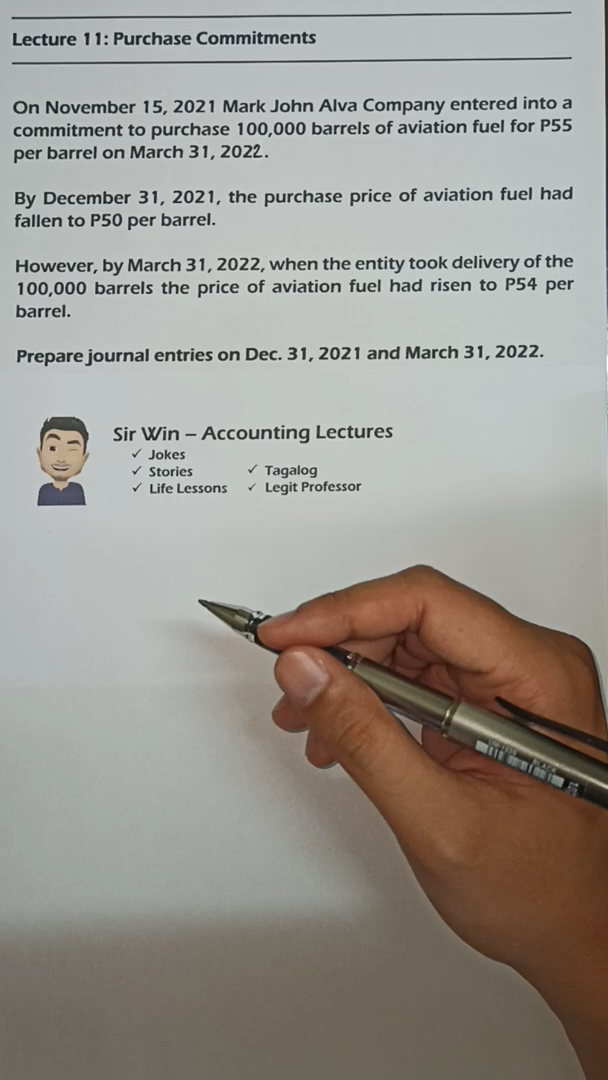 Lecture 11: Purchase Commitments
On November 15, 2021 Mark John Alva Company entered into a
commitment to purchase 100,000 barrels of aviation fuel for P55
per barrel on March 31, 2022.
By December 31, 2021, the purchase price of aviation fuel had
fallen to P50 per barrel.
However, by March 31, 2022, when the entity took delivery of the
100,000 barrels the price of aviation fuel had risen to P54 per
barrel.
Prepare journal entries on Dec. 31, 2021 and March 31, 2022.
Sir Win – Accounting Lectures
✓ Jokes
✓ Stories ✓ Tagalog
✓ Life Lessons ✓ Legit Professor
BLACK